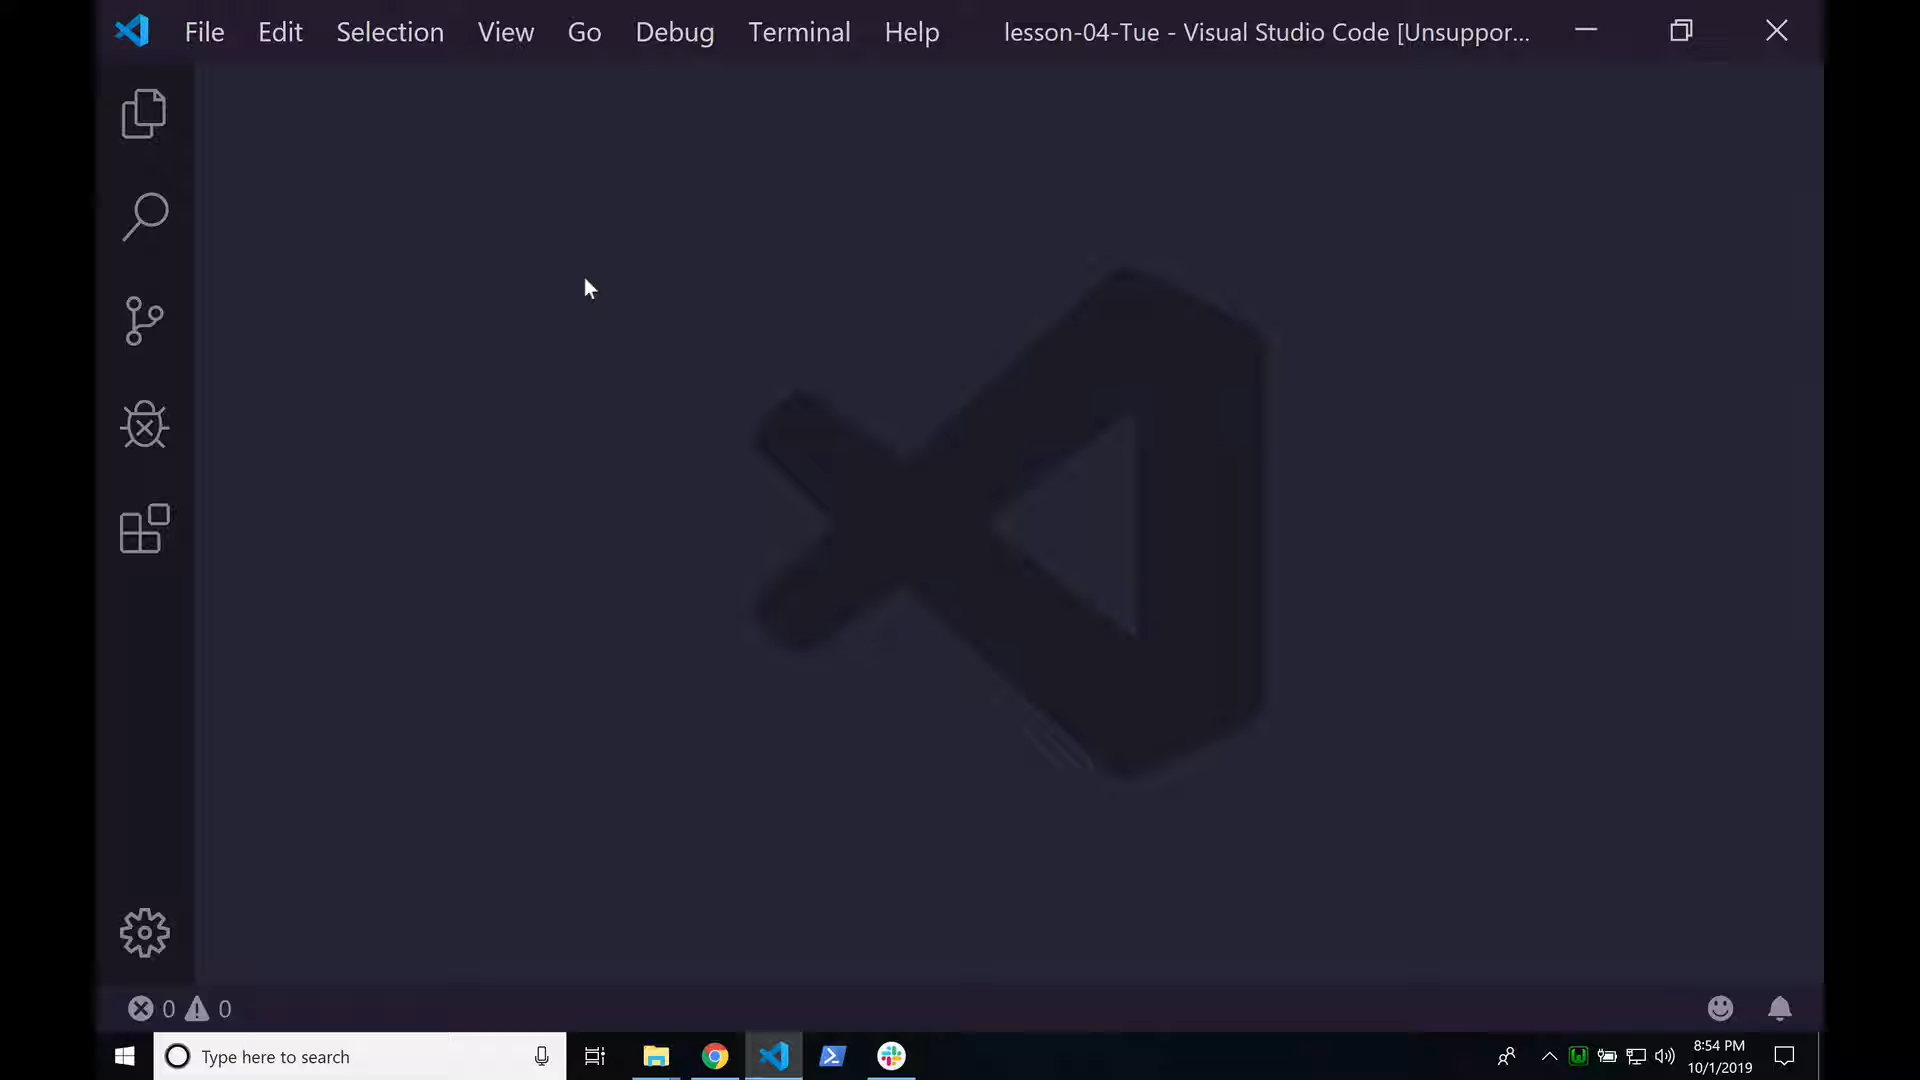 File Edit Selection View Go Debug Terminal Help lesson-04-Tue - Visual Studio Code [Unsuppor...
0 0
Type here to search
8:54 PM
10/1/2019